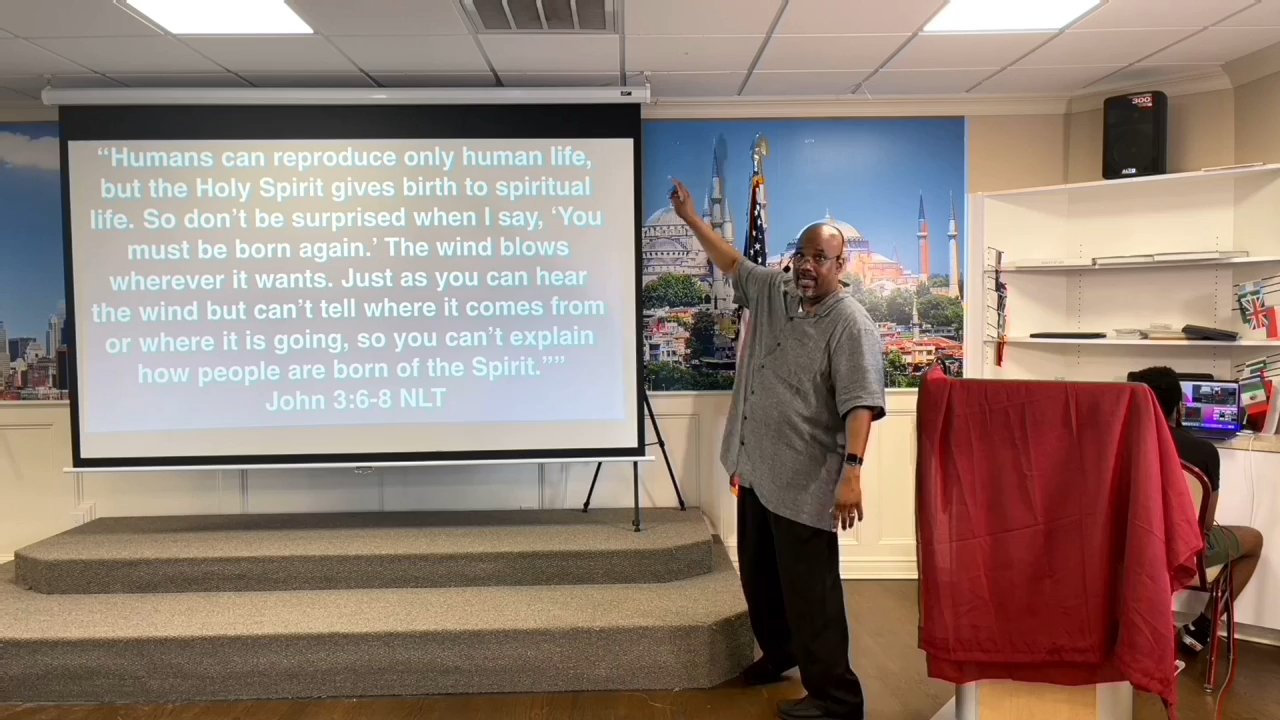 “Humans can reproduce only human life,
but the Holy Spirit gives birth to spiritual
life. So don’t be surprised when I say, ‘You
must be born again.’ The wind blows
wherever it wants. Just as you can hear
the wind but can’t tell where it comes from
or where it is going, so you can’t explain
how people are born of the Spirit.””
John 3:6-8 NLT
300